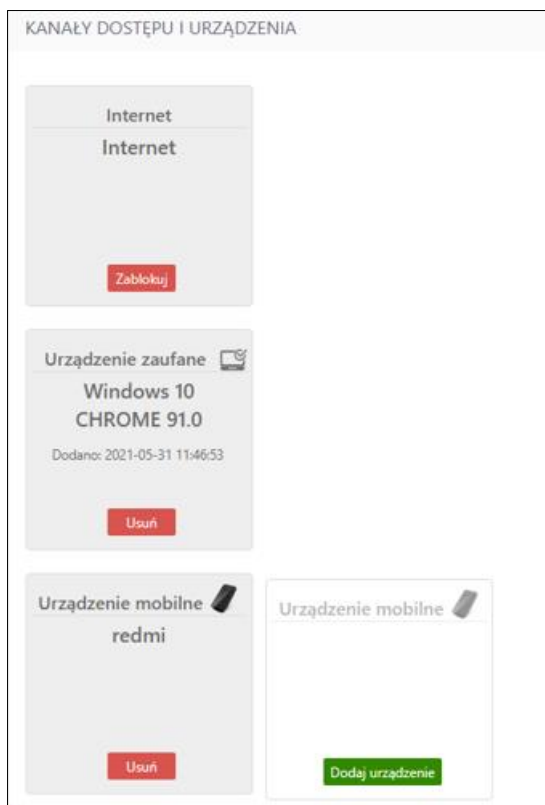 KANAŁY DOSTĘPU I URZĄDZENIA
Internet
Internet
Zablokuj
Urządzenie zaufane
Windows 10
CHROME 91.0
Dodano: 2021-05-31 11:46:53
Usuń
Urządzenie mobilne
redmi
Usuń
Urządzenie mobilne
Dodaj urządzenie